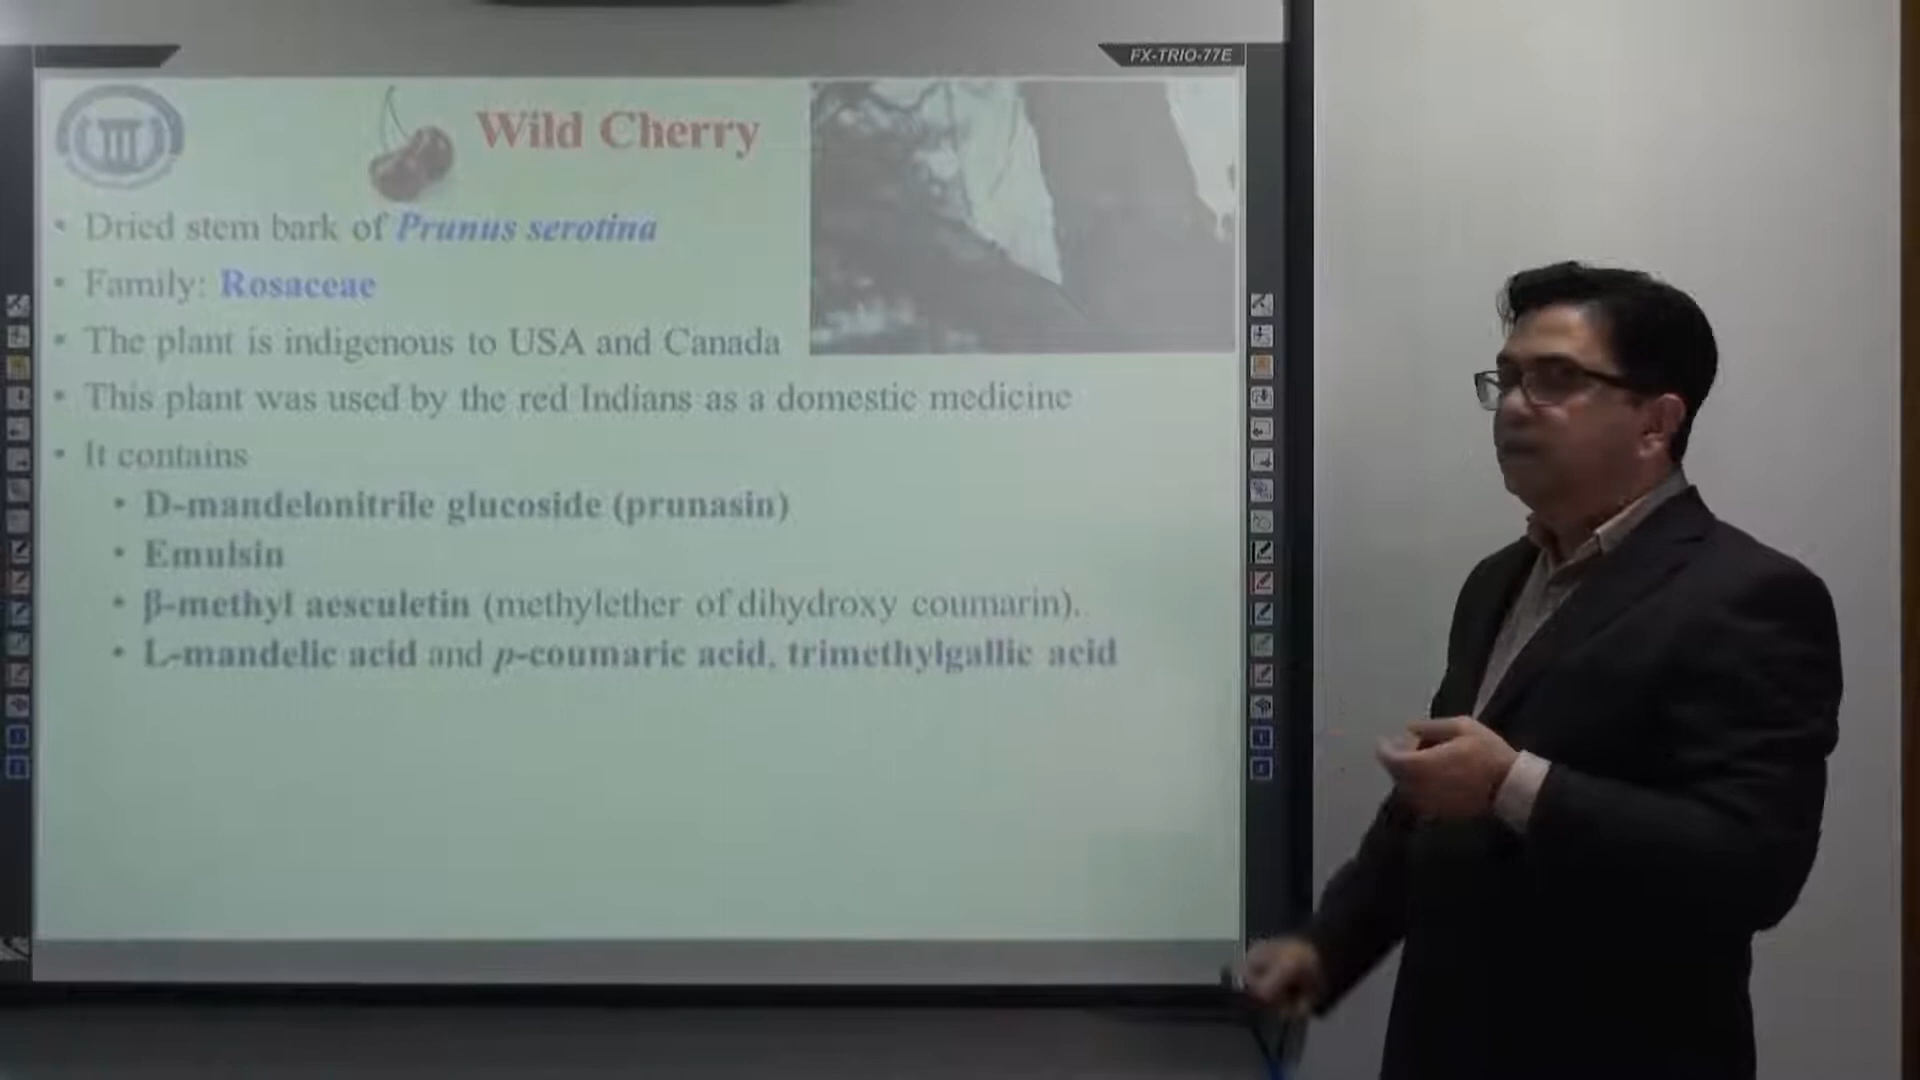 FX-TRIO-77E
Wild Cherry
• Dried stem bark of Prunus serotina
• Family: Rosaceae
• The plant is indigenous to USA and Canada
• This plant was used by the red Indians as a domestic medicine
• It contains
• D-mandelonitrile glucoside (prunasin)
• Emulsin
• β-methyl aesculetin (methylether of dihydroxy coumarin).
• L-mandelic acid and p-coumaric acid, trimethylgallic acid